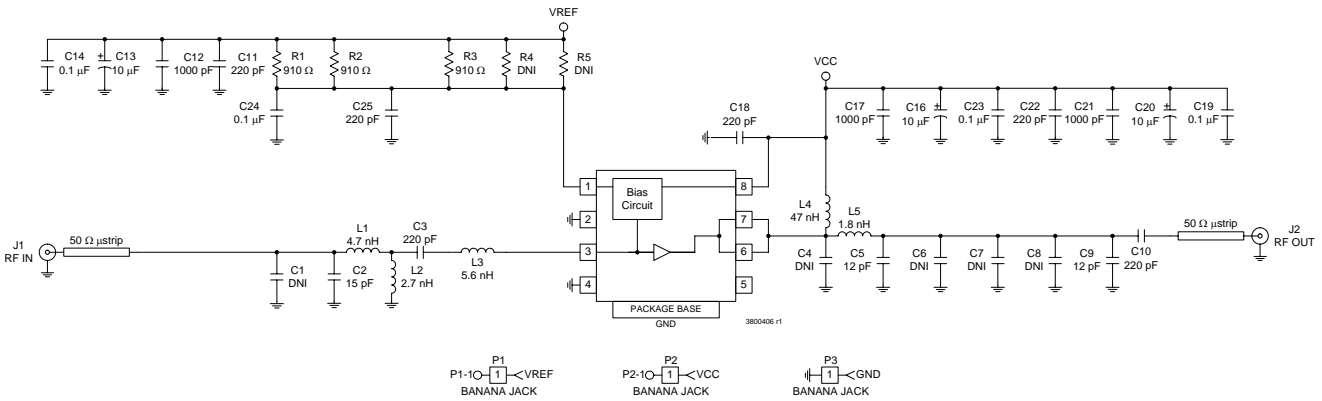 VREF
C14
0.1 µF
C13
+
10 µF
C12
1000 pF
C11
220 pF
R1
910 Ω
R2
910 Ω
R3
910 Ω
R4
DNI
R5
DNI
C24
0.1 µF
C25
220 pF
VCC
C18
220 pF
C17
1000 pF
C16
+
10 µF
C23
0.1 µF
C22
220 pF
C21
1000 pF
C20
+
10 µF
C19
0.1 µF
1
Bias
Circuit
8
2
7
3
6
4
5
PACKAGE BASE
GND
3800406 r1
J1
RF IN
50 Ω µstrip
C1
DNI
C2
15 pF
L1
4.7 nH
L2
2.7 nH
C3
220 pF
L3
5.6 nH
L4
47 nH
L5
1.8 nH
C4
DNI
C5
12 pF
C6
DNI
C7
DNI
C8
DNI
C9
12 pF
C10
220 pF
50 Ω µstrip
J2
RF OUT
P1
P1-1 1 VREF
BANANA JACK
P2
P2-1 1 VCC
BANANA JACK
P3
1 GND
BANANA JACK